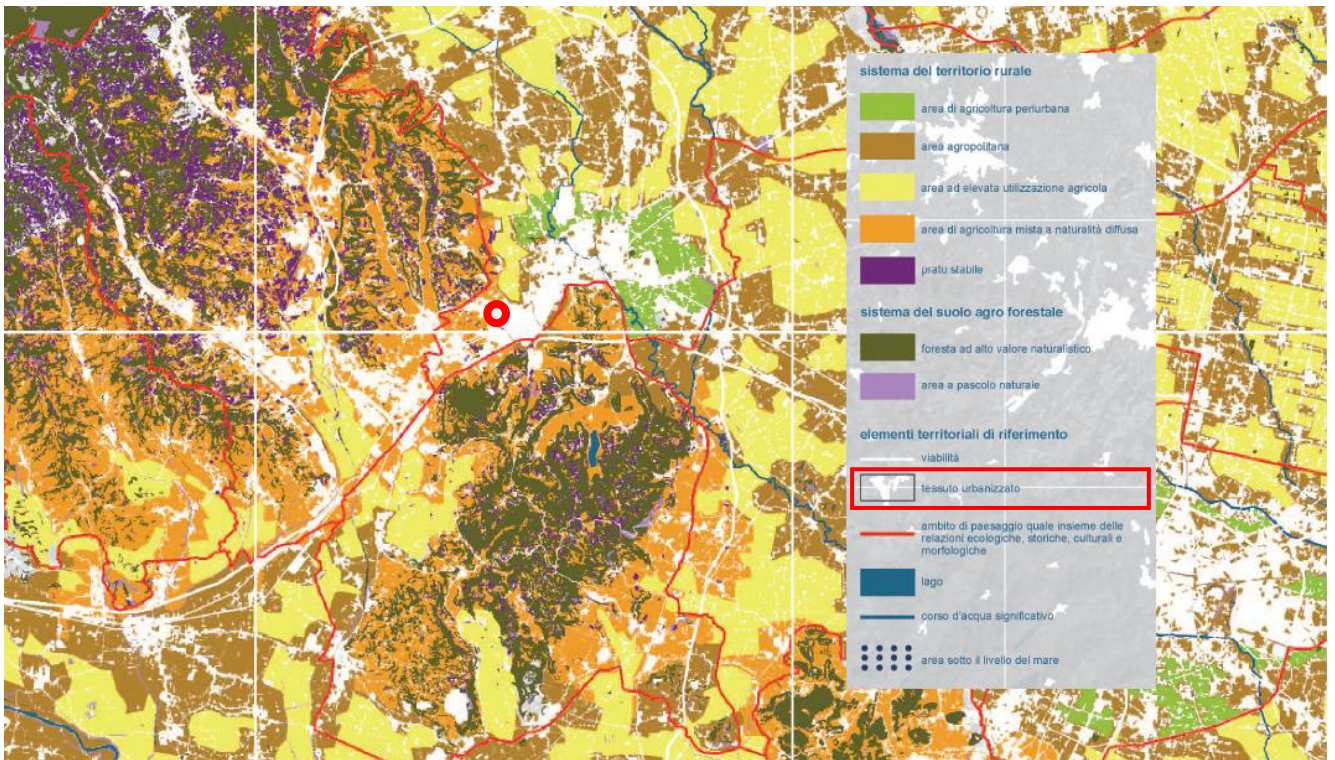 sistema del territorio rurale
area di agricoltura periurbana
area agropolitana
area ad elevata utilizzazione agricola
area di agricoltura mista a naturalità diffusa
prato stabile
sistema del suolo agro forestale
foresta ad alto valore naturalistico
area a pascolo naturale
elementi territoriali di riferimento
viabilità
tessuto urbanizzato
ambito di paesaggio quale insieme delle
relazioni ecologiche, storiche, culturali e
morfologiche
lago
corso d'acqua significativo
area sotto il livello del mare